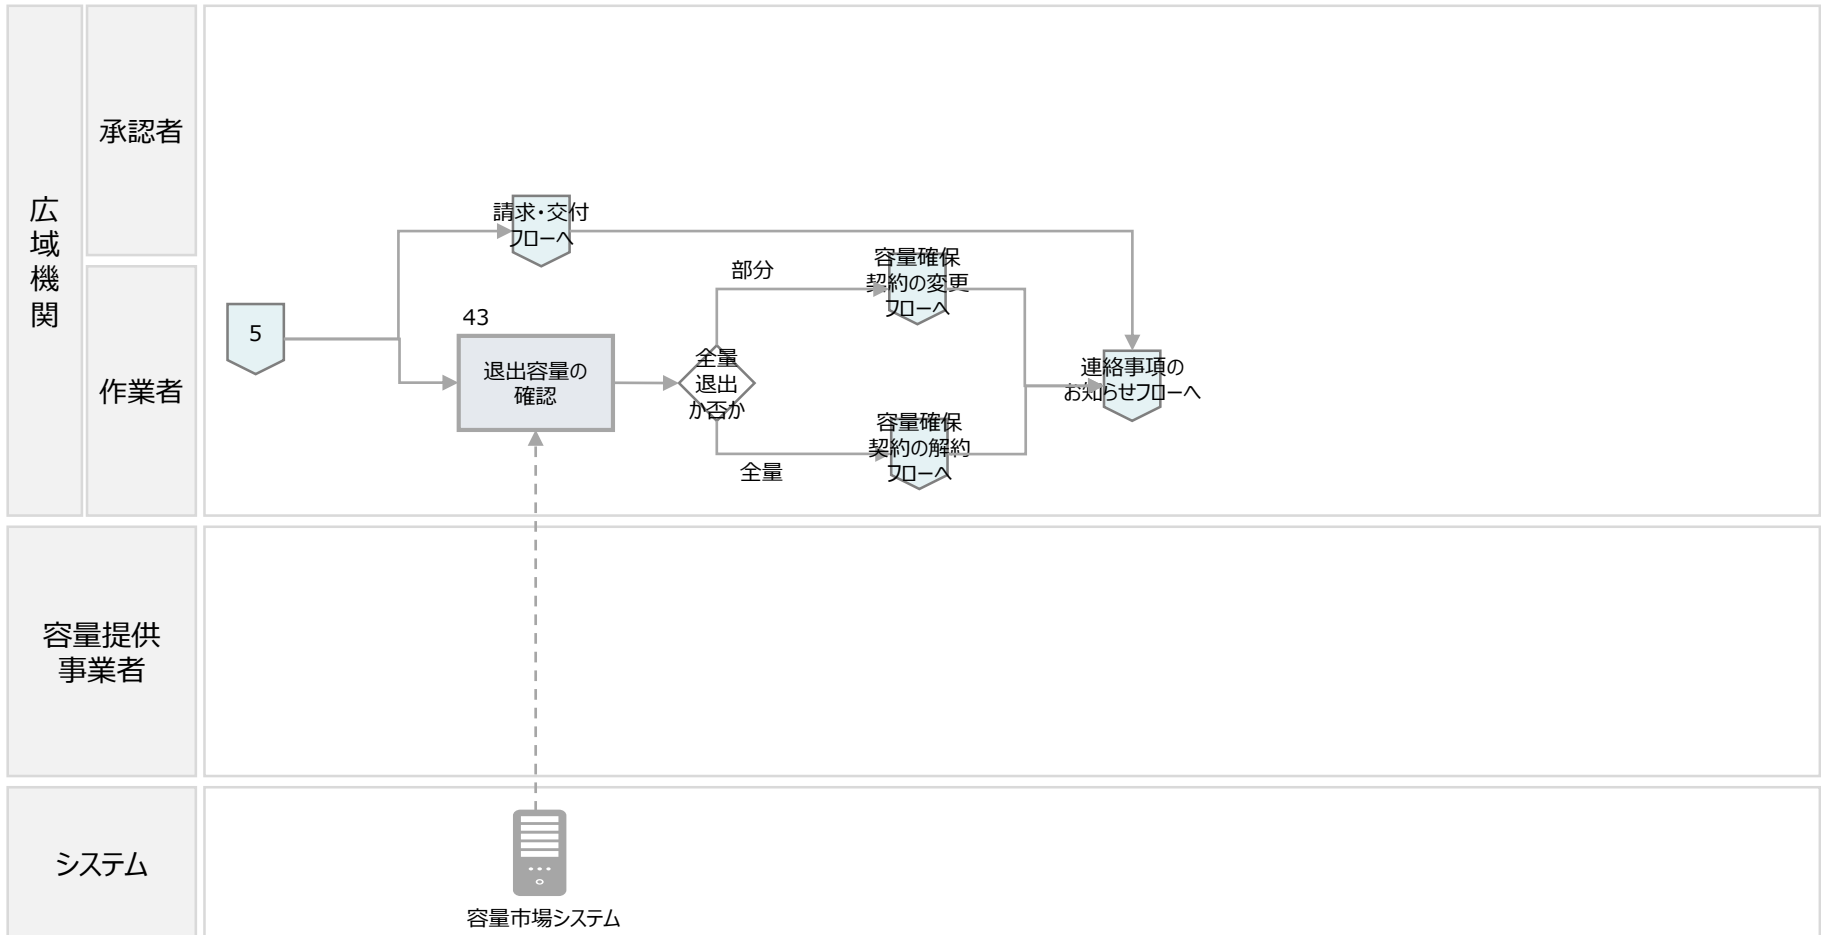 広域機関
承認者
作業者
容量提供
事業者
システム
5
請求・交付
フローへ
43
退出容量の
確認
全量
退出
か否か
部分
全量
容量確保
契約の変更
フローへ
容量確保
契約の解約
フローへ
連絡事項の
お知らせフローへ
容量市場システム